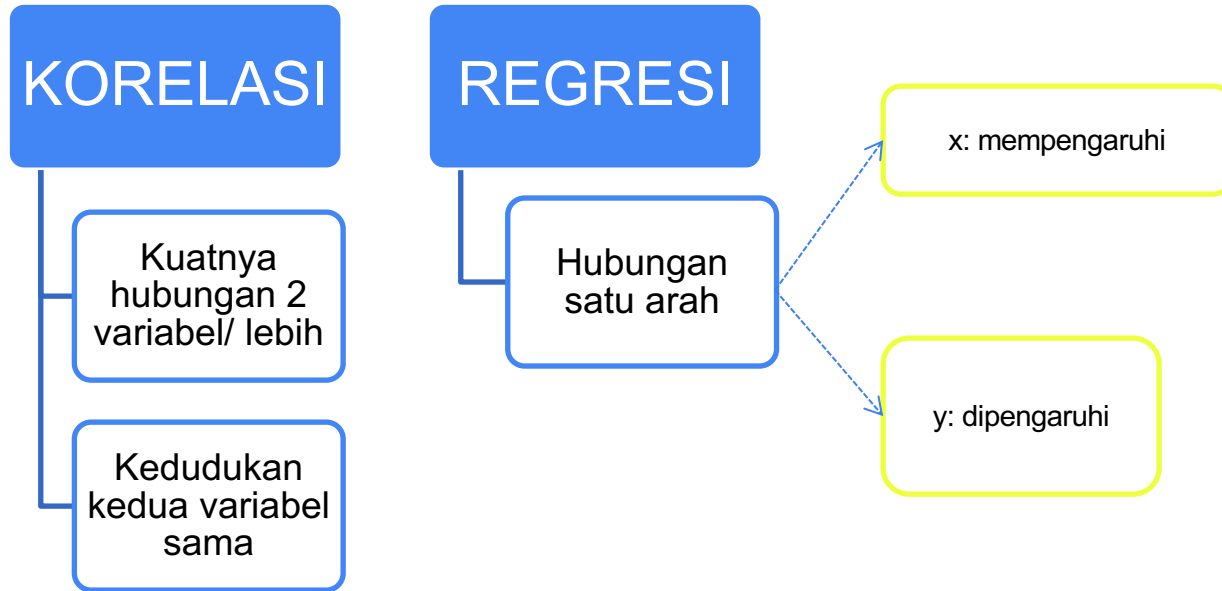 KORELASI
Kuatnya
hubungan 2
variabel/ lebih
Kedudukan
kedua variabel
sama
REGRESI
Hubungan
satu arah
x: mempengaruhi
y: dipengaruhi